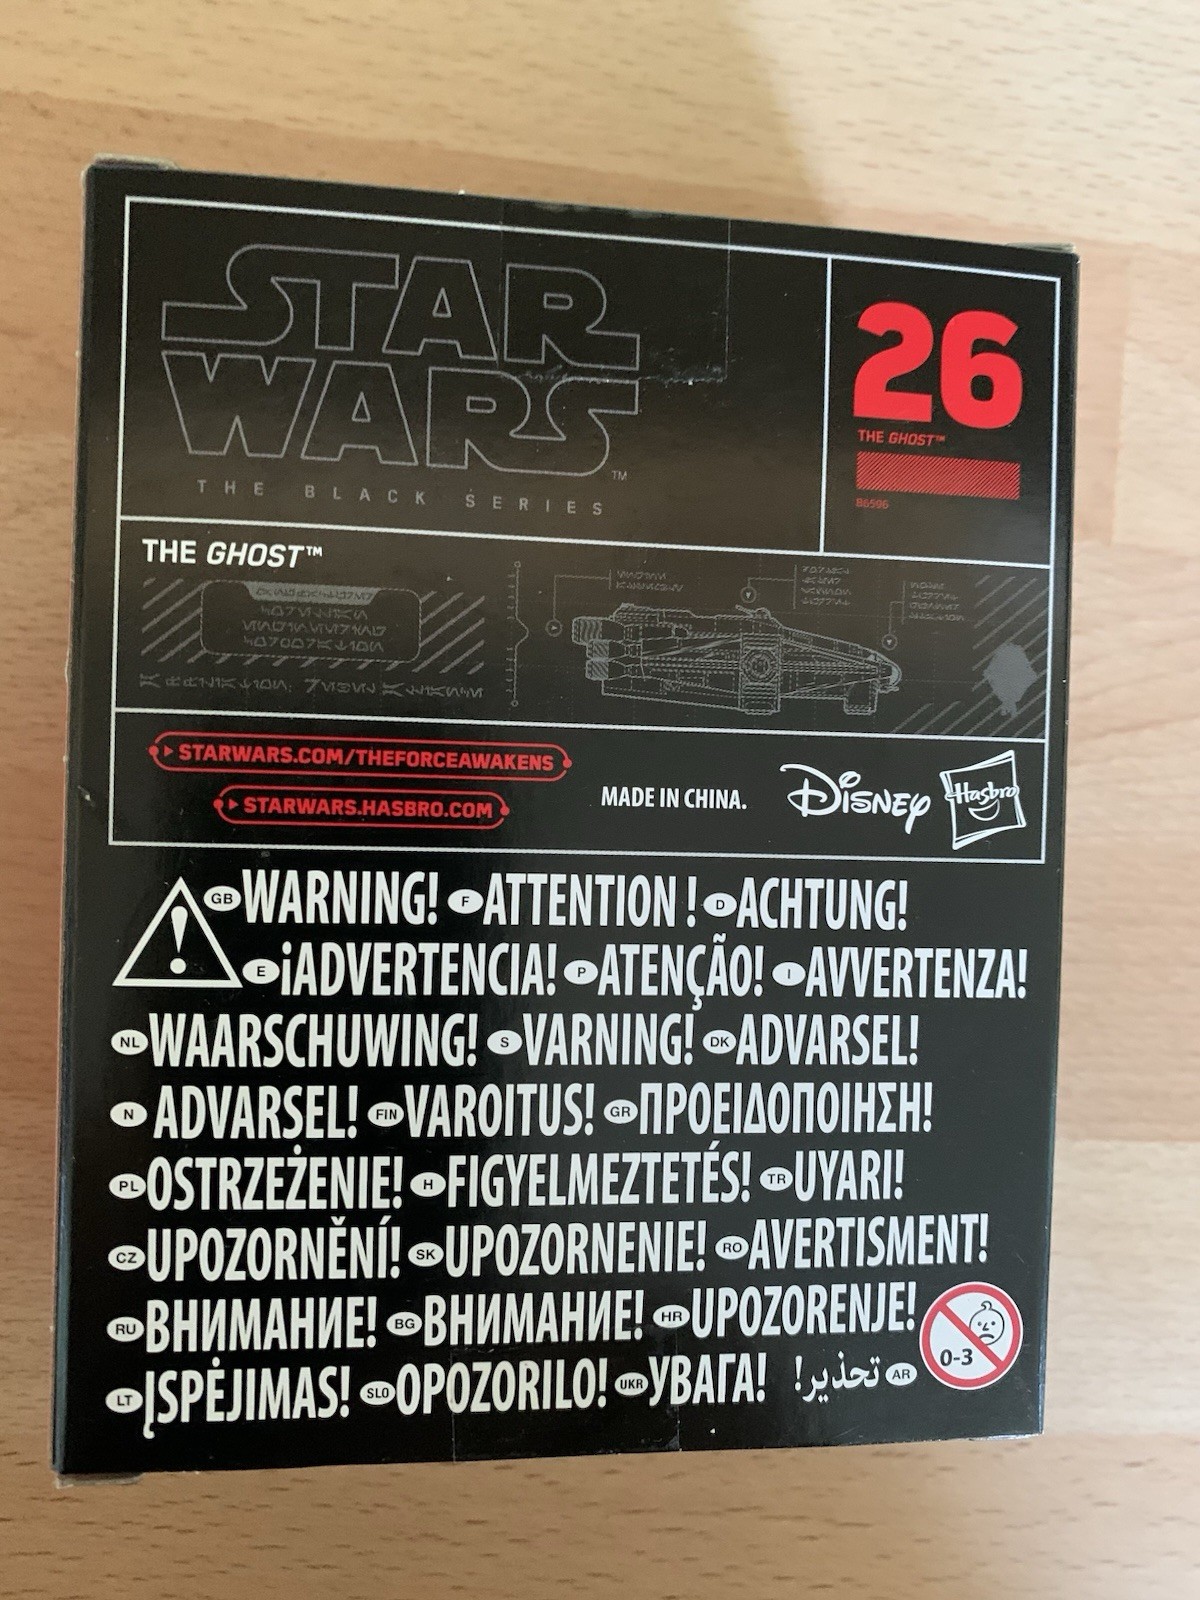 STAR
WARS™
THE BLACK SERIES
26
THE GHOST™
B6596
THE GHOST™
STARWARS.COM/THEFORCEAWAKENS
STARWARS.HASBRO.COM
MADE IN CHINA.
Disney
Hasbro
GB WARNING! F ATTENTION ! D ACHTUNG!
E ¡ADVERTENCIA! P ATENÇÃO! I AVVERTENZA!
NL WAARSCHUWING! S VARNING! DK ADVARSEL!
N ADVARSEL! FIN VAROITUS! GR ΠΡΟΕΙΔΟΠΟΙΗΣΗ!
PL OSTRZEŻENIE! H FIGYELMEZTETÉS! TR UYARI!
CZ UPOZORNĚNÍ! SK UPOZORNENIE! RO AVERTISMENT!
RU ВНИМАНИЕ! BG ВНИМАНИЕ! HR UPOZORENJE!
LT ĮSPĖJIMAS! SLO OPOZORILO! UKR УВАГА! تحذير! AR
0-3